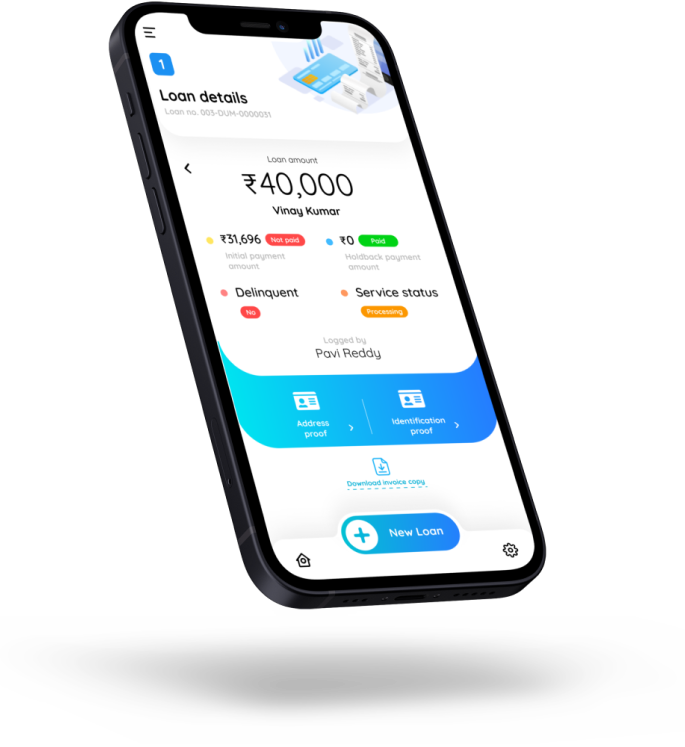 1
Loan details
Loan no. 003-DUM-0000031
Loan amount
₹40,000
Vinay Kumar
₹31,696 Not paid
₹0 Paid
Initial payment
amount
Holdback payment
amount
Delinquent
Service status
No
Processing
Logged by
Pavi Reddy
Address
proof
Identification
proof
Download invoice copy
New Loan